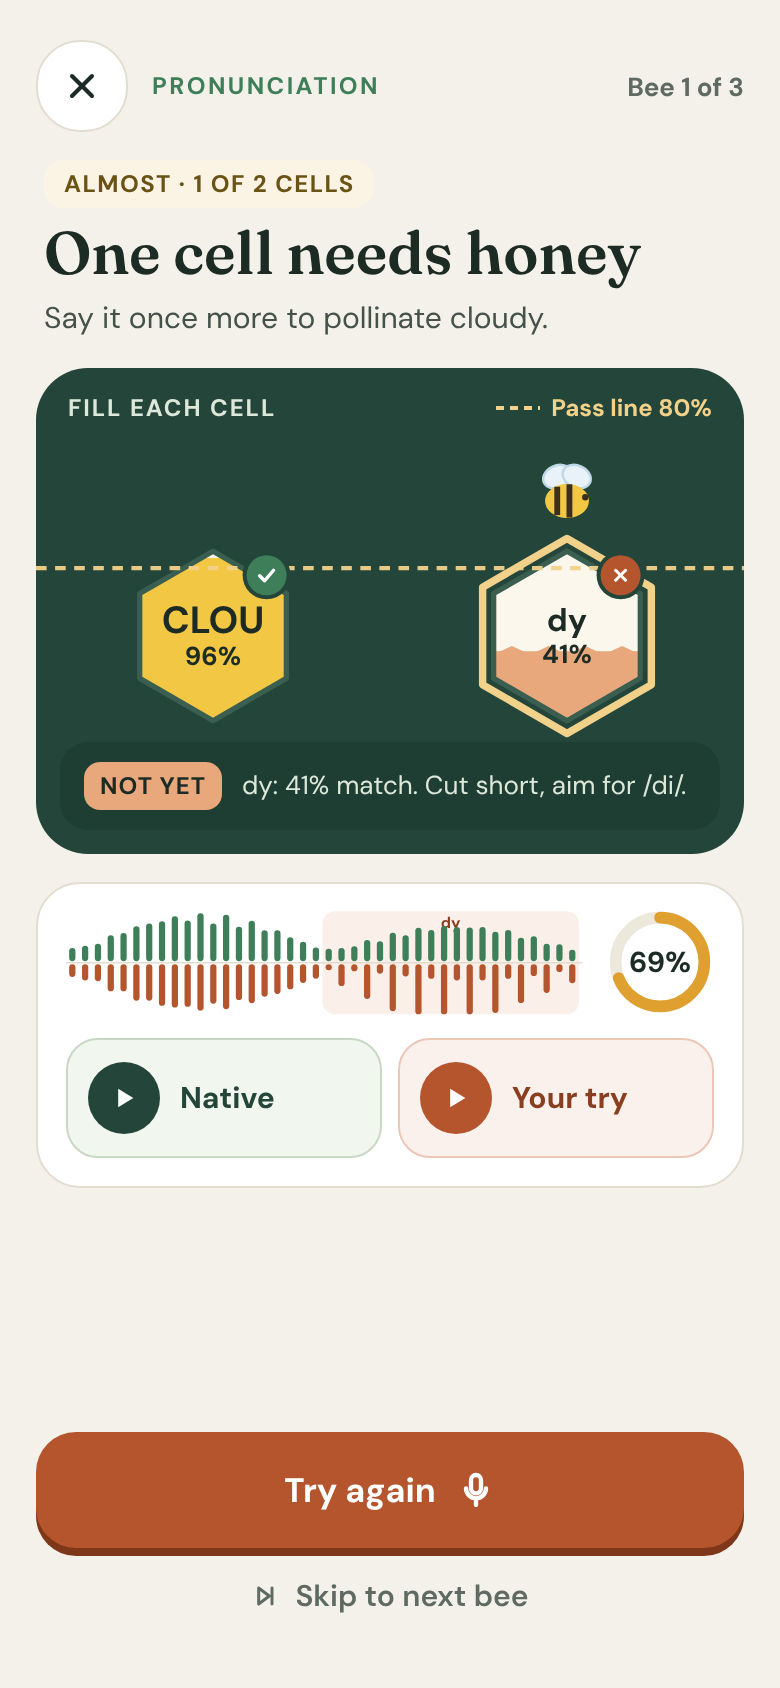 PRONUNCIATION
Bee 1 of 3
ALMOST · 1 OF 2 CELLS
One cell needs honey
Say it once more to pollinate cloudy.
FILL EACH CELL
Pass line 80%
CLOU
96%
dy
41%
NOT YET
dy: 41% match. Cut short, aim for /di/.
dy
69%
Native
Your try
Try again
Skip to next bee